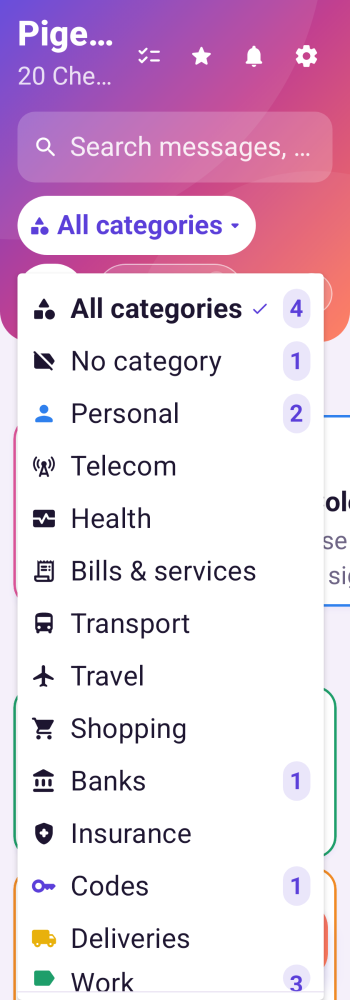 Pige...
20 Che...
Search messages, ...
All categories
All categories 4
No category 1
Personal 2
Telecom
Health
Bills & services
Transport
Travel
Shopping
Banks 1
Insurance
Codes 1
Deliveries
Work 3